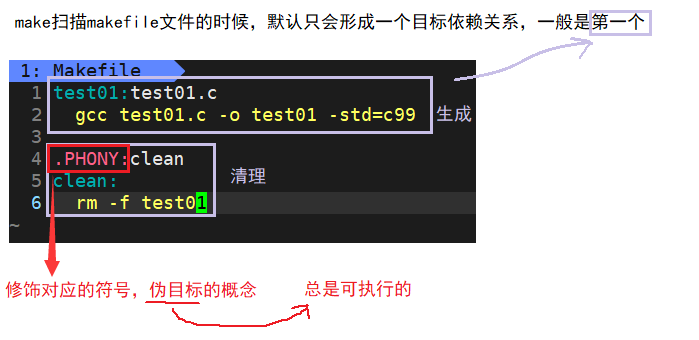 make扫描makefile文件的时候，默认只会形成一个目标依赖关系，一般是第一个
1: Makefile
1 test01:test01.c
2 gcc test01.c -o test01 -std=c99
生成
3
4 .PHONY:clean
5 clean:
清理
6 rm -f test01
~
修饰对应的符号，伪目标的概念
总是可执行的